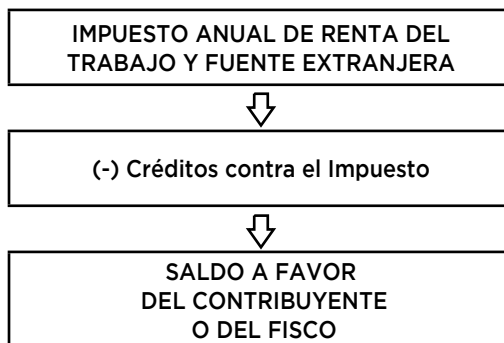 IMPUESTO ANUAL DE RENTA DEL
TRABAJO Y FUENTE EXTRANJERA
(-) Créditos contra el Impuesto
SALDO A FAVOR
DEL CONTRIBUYENTE
O DEL FISCO